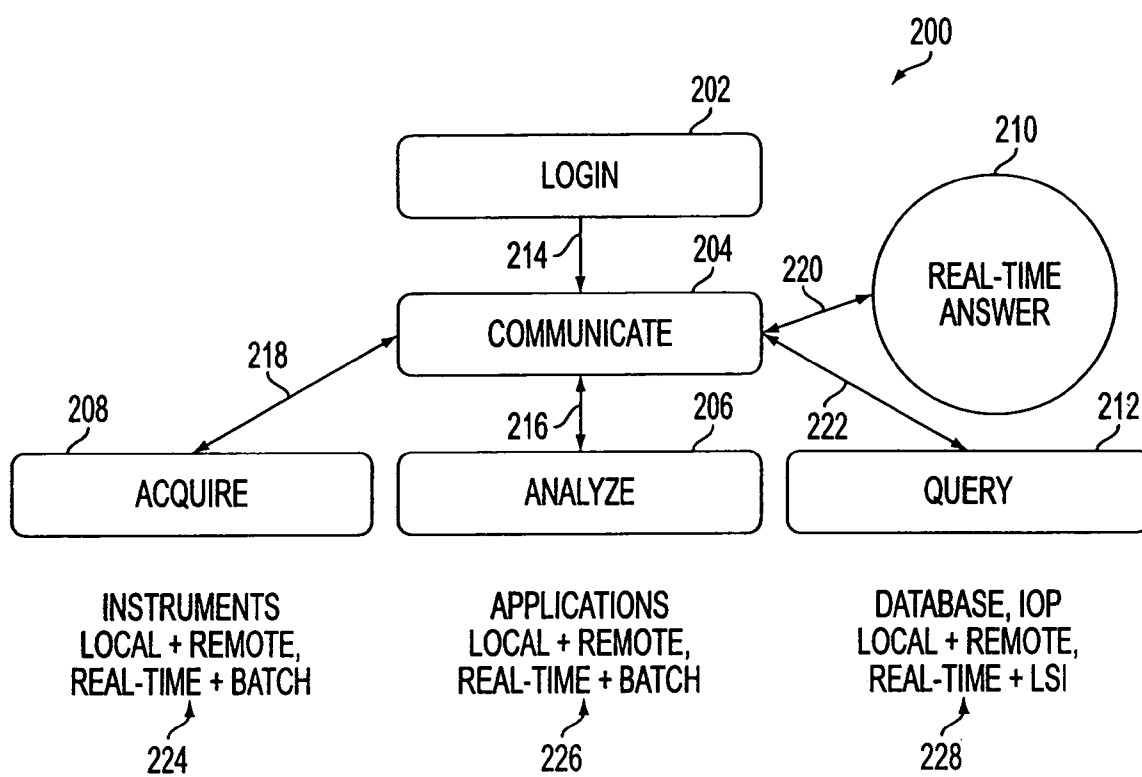 200
202
LOGIN
210
214
204
220
REAL-TIME
ANSWER
COMMUNICATE
218
208
216
206
222
212
ACQUIRE
ANALYZE
QUERY
INSTRUMENTS
LOCAL + REMOTE,
REAL-TIME + BATCH
224
APPLICATIONS
LOCAL + REMOTE,
REAL-TIME + BATCH
226
DATABASE, IOP
LOCAL + REMOTE,
REAL-TIME + LSI
228